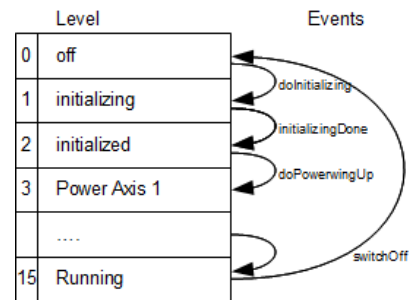 Level Events
0 off
doInitializing
1 initializing
initializingDone
2 initialized
doPowerwingUp
3 Power Axis 1
....
switchOff
15 Running